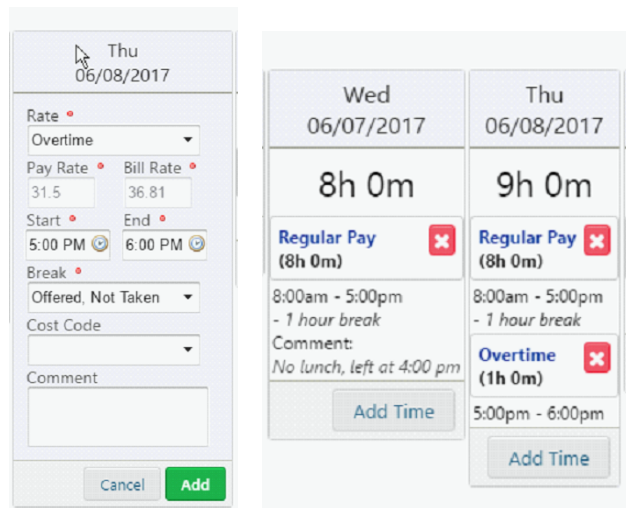 Thu
06/08/2017
Rate
Overtime
Pay Rate Bill Rate
31.5 36.81
Start End
5:00 PM 6:00 PM
Break
Offered, Not Taken
Cost Code
Comment
Cancel Add
Wed
06/07/2017
8h 0m
Regular Pay
(8h 0m)
8:00am - 5:00pm
- 1 hour break
Comment:
No lunch, left at 4:00 pm
Add Time
Thu
06/08/2017
9h 0m
Regular Pay
(8h 0m)
8:00am - 5:00pm
- 1 hour break
Overtime
(1h 0m)
5:00pm - 6:00pm
Add Time